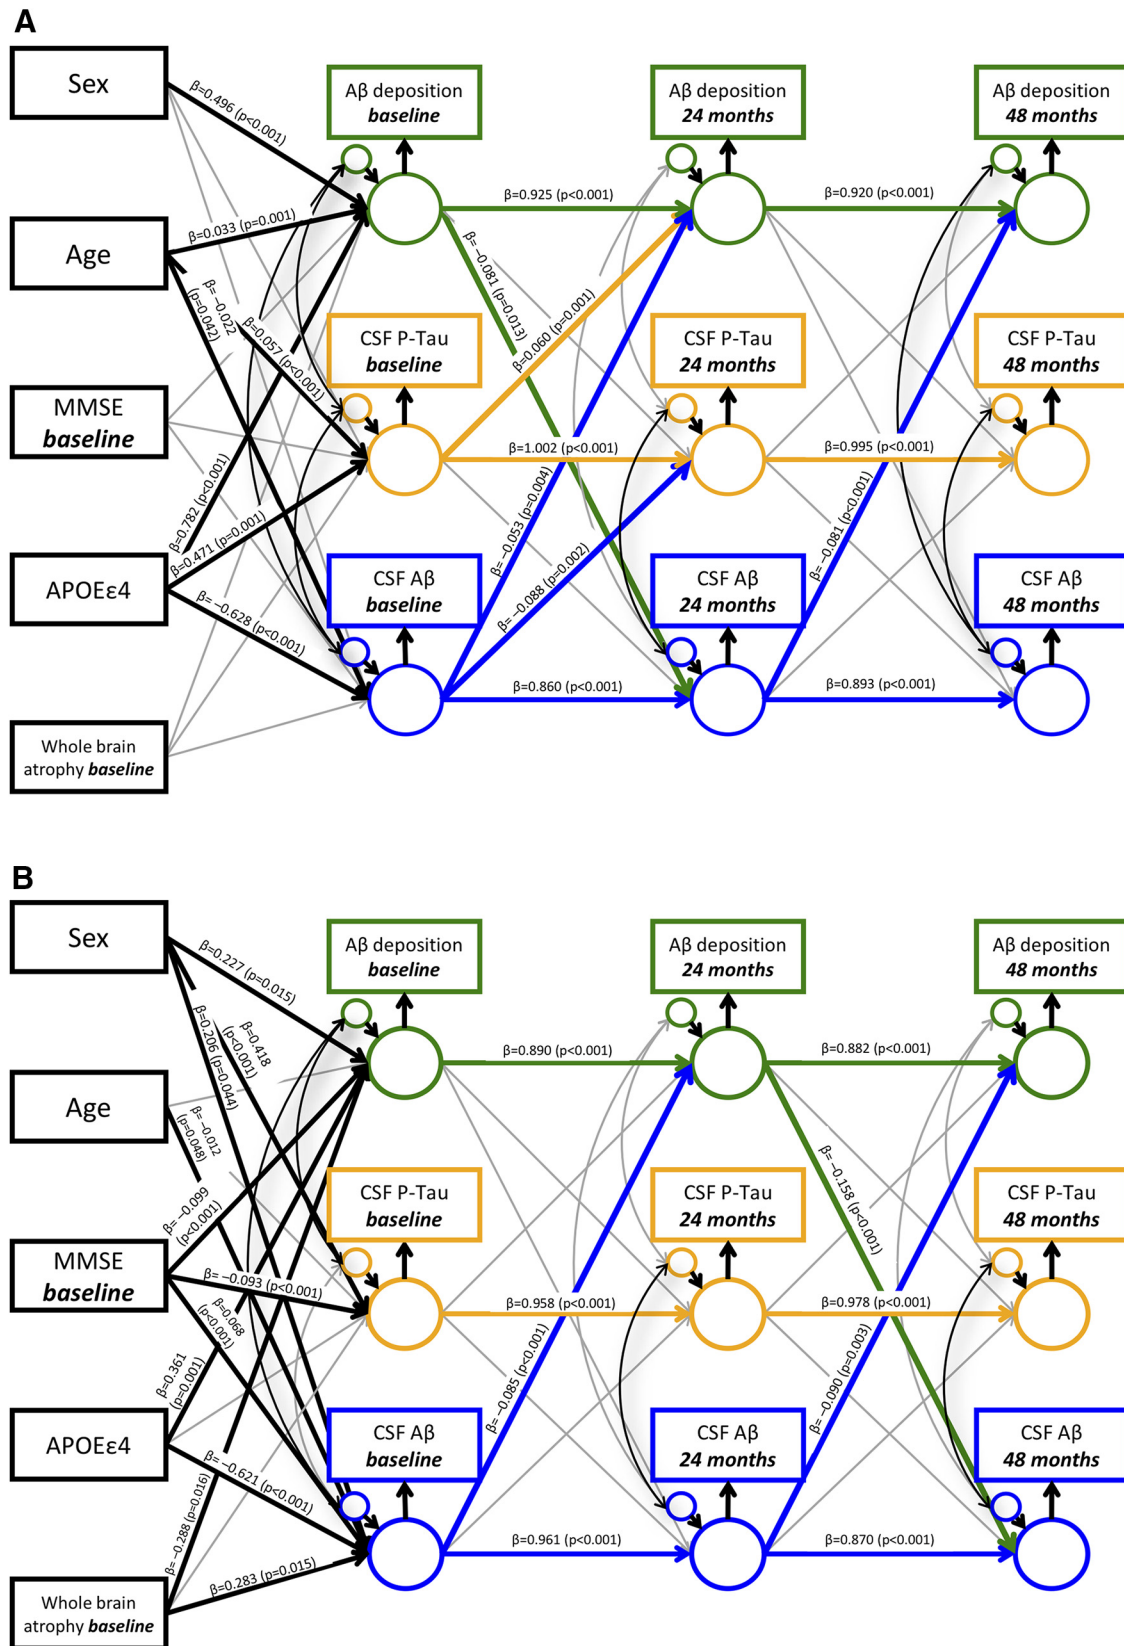 A
Sex
Age
MMSE
baseline
APOEε4
Whole brain
atrophy baseline
Aβ deposition
baseline
Aβ deposition
24 months
Aβ deposition
48 months
CSF P-Tau
baseline
CSF P-Tau
24 months
CSF P-Tau
48 months
CSF Aβ
baseline
CSF Aβ
24 months
CSF Aβ
48 months
β=0.496 (p<0.001)
β=0.033 (p=0.001)
β= −0.022
(p=0.042)
β=0.057 (p<0.001)
β=0.782 (p<0.001)
β=0.471 (p=0.001)
β= −0.628 (p<0.001)
β=0.925 (p<0.001)
β=0.920 (p<0.001)
β= −0.081 (p=0.013)
β=0.060 (p=0.001)
β=1.002 (p<0.001)
β=0.995 (p<0.001)
β= −0.053 (p=0.004)
β= −0.088 (p=0.002)
β= −0.081 (p<0.001)
β=0.860 (p<0.001)
β=0.893 (p<0.001)
B
Sex
Age
MMSE
baseline
APOEε4
Whole brain
atrophy baseline
Aβ deposition
baseline
Aβ deposition
24 months
Aβ deposition
48 months
CSF P-Tau
baseline
CSF P-Tau
24 months
CSF P-Tau
48 months
CSF Aβ
baseline
CSF Aβ
24 months
CSF Aβ
48 months
β=0.227 (p=0.015)
β=0.418
(p<0.001)
β=0.206 (p=0.044)
β= −0.012
(p=0.048)
β= −0.099
(p<0.001)
β= −0.093 (p<0.001)
β=0.068
(p<0.001)
β=0.361
(p=0.001)
β= −0.621 (p<0.001)
β= −0.288 (p=0.016)
β=0.283 (p=0.015)
β=0.890 (p<0.001)
β=0.882 (p<0.001)
β= −0.158 (p<0.001)
β=0.958 (p<0.001)
β=0.978 (p<0.001)
β= −0.085 (p<0.001)
β= −0.090 (p=0.003)
β=0.961 (p<0.001)
β=0.870 (p<0.001)